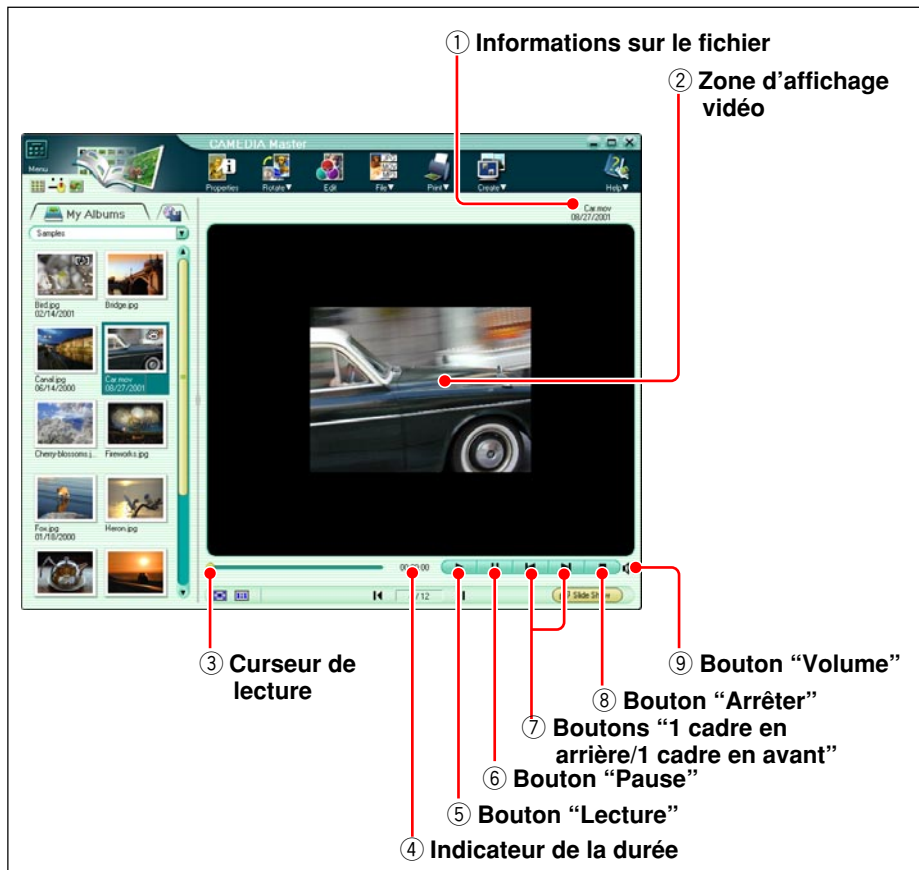 ① Informations sur le fichier
② Zone d’affichage
vidéo
CAMEDIA Master
Menu
Properties
Rotate▼
Edit
File▼
Print▼
Create▼
Help▼
My Albums
Samples
Car.mov
08/27/2001
Bird.jpg
02/14/2001
Bridge.jpg
Canal.jpg
06/14/2000
Car.mov
08/27/2001
Cherry-blossoms.j...
Fireworks.jpg
Fox.jpg
01/18/2000
Heron.jpg
/12
Slide Show
③ Curseur de
lecture
⑨ Bouton “Volume”
⑧ Bouton “Arrêter”
⑦ Boutons “1 cadre en
arrière/1 cadre en avant”
⑥ Bouton “Pause”
⑤ Bouton “Lecture”
④ Indicateur de la durée